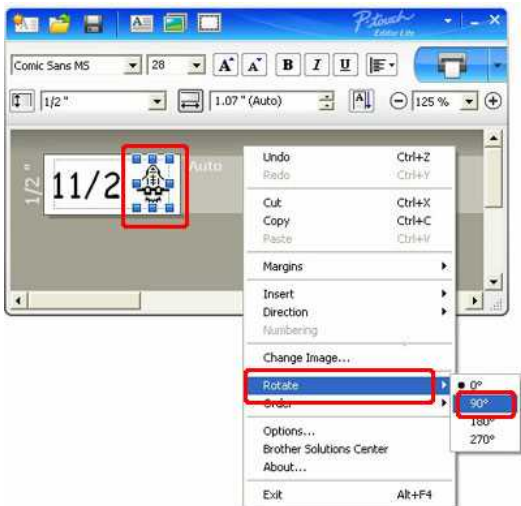 P-touch
Editor Lite
Comic Sans MS 28 A A B I U
1/2" 1.07" (Auto) A 125 %
1/2" 11/2 Auto
Undo Ctrl+Z
Redo Ctrl+Y
Cut Ctrl+X
Copy Ctrl+C
Paste Ctrl+V
Margins
Insert
Direction
Numbering
Change Image...
Rotate 0°
Order 90°
180°
Options... 270°
Brother Solutions Center
About...
Exit Alt+F4